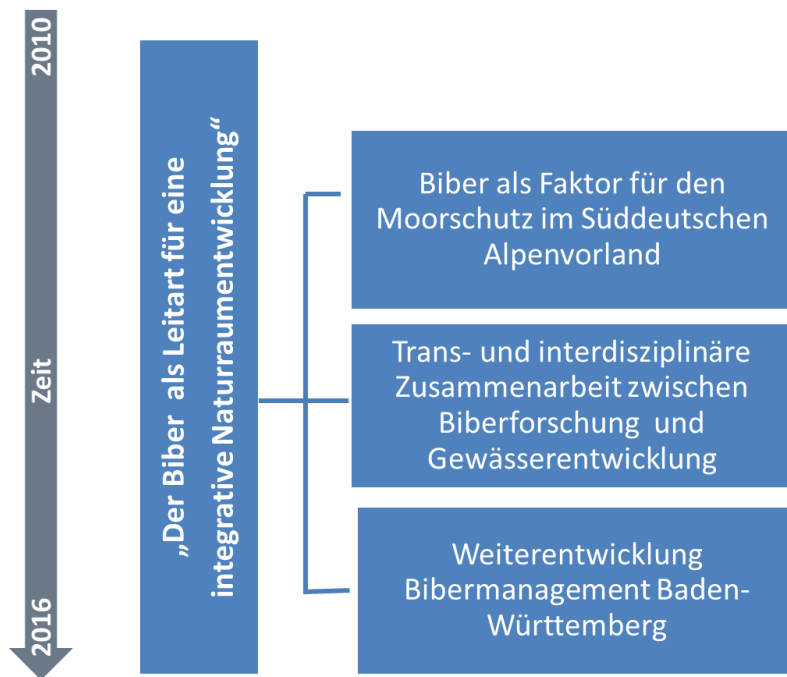 2010
Zeit
2016
„Der Biber als Leitart für eine
integrative Naturraumentwicklung“
Biber als Faktor für den
Moorschutz im Süddeutschen
Alpenvorland
Trans- und interdisziplinäre
Zusammenarbeit zwischen
Biberforschung und
Gewässerentwicklung
Weiterentwicklung
Bibermanagement Baden-
Württemberg